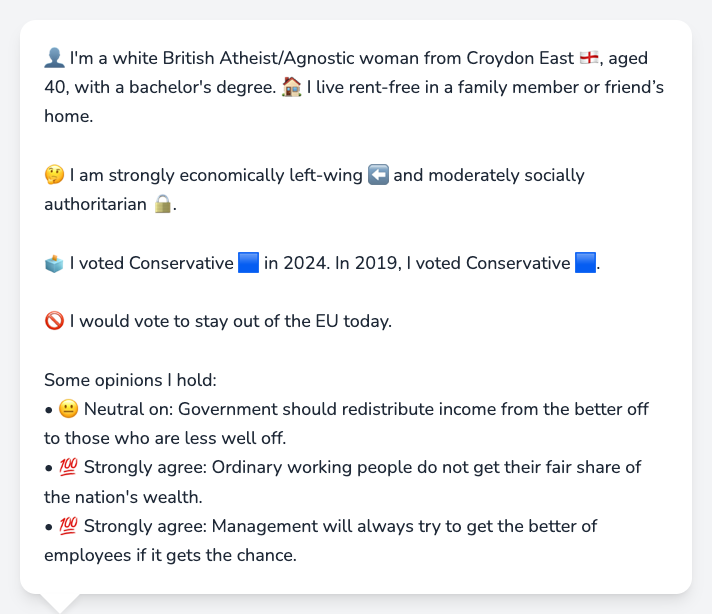 👤 I'm a white British Atheist/Agnostic woman from Croydon East 🏴󠁧󠁢󠁥󠁮󠁧󠁿, aged
40, with a bachelor's degree. 🏠 I live rent-free in a family member or friend’s
home.
🤔 I am strongly economically left-wing ⬅️ and moderately socially
authoritarian 🔒.
🗳️ I voted Conservative 🟦 in 2024. In 2019, I voted Conservative 🟦.
🚫 I would vote to stay out of the EU today.
Some opinions I hold:
• 😐 Neutral on: Government should redistribute income from the better off
to those who are less well off.
• 💯 Strongly agree: Ordinary working people do not get their fair share of
the nation's wealth.
• 💯 Strongly agree: Management will always try to get the better of
employees if it gets the chance.